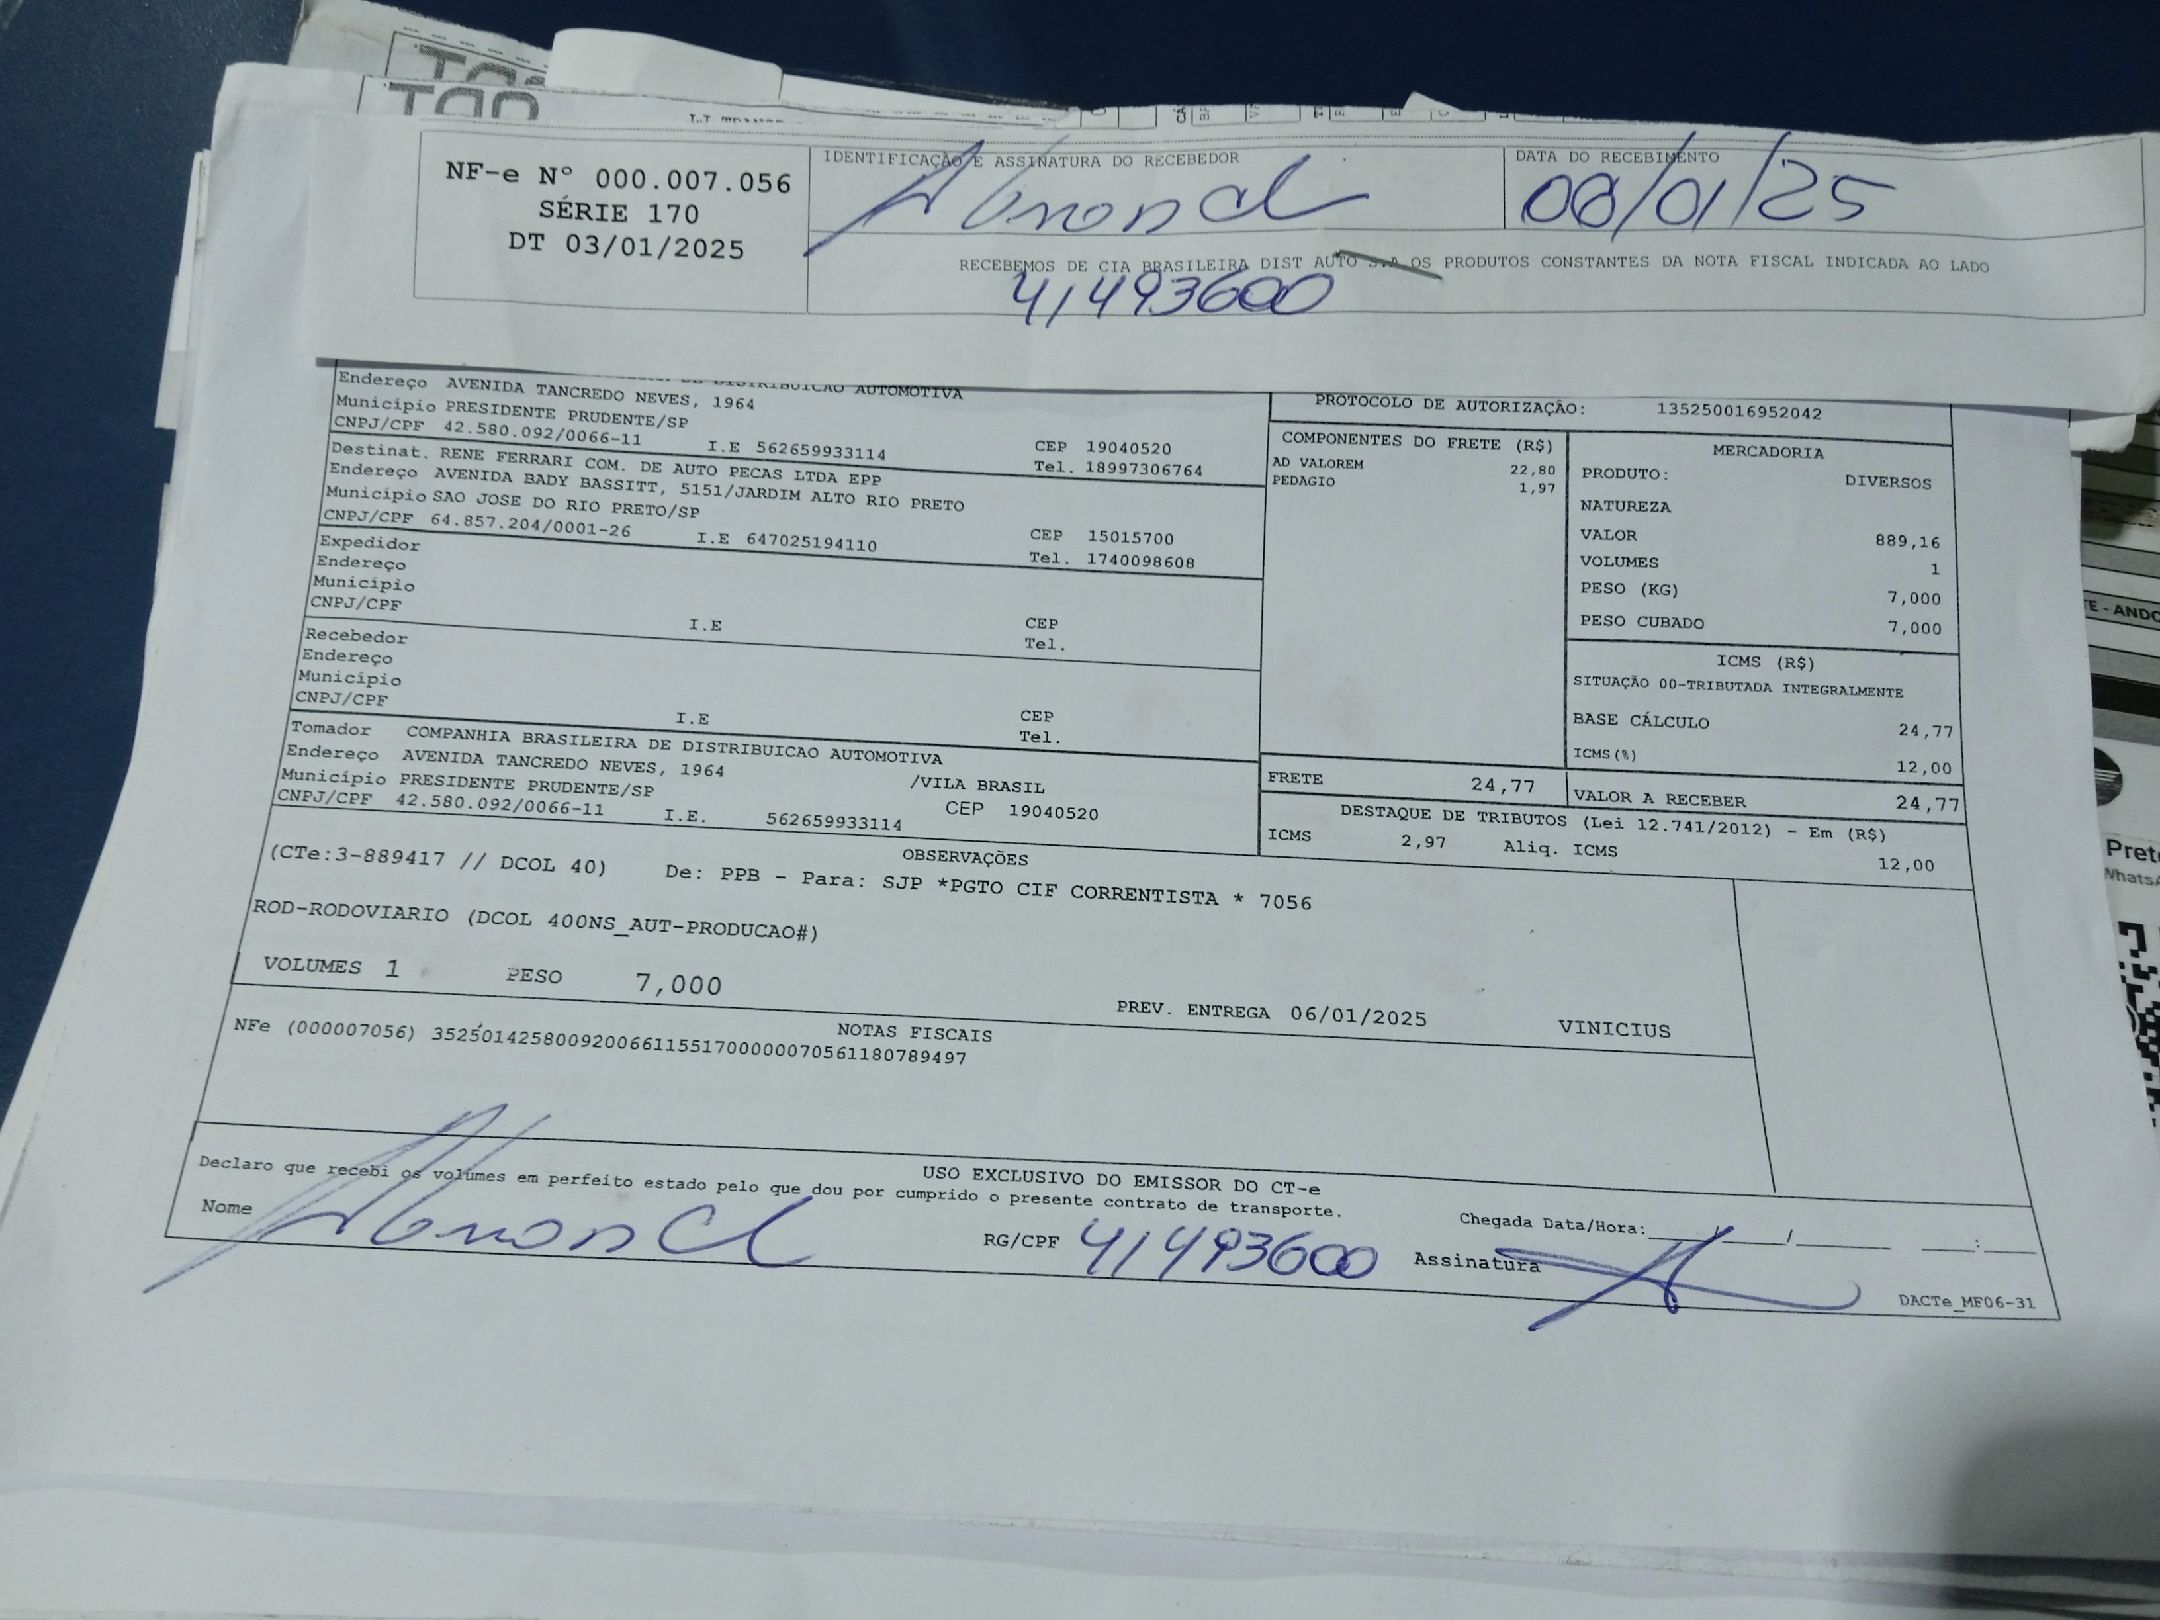 NF-e Nº 000.007.056
SÉRIE 170
DT 03/01/2025
IDENTIFICAÇÃO E ASSINATURA DO RECEBEDOR
DATA DO RECEBIMENTO
06/01/25
RECEBEMOS DE CIA BRASILEIRA DIST AUTO S.A OS PRODUTOS CONSTANTES DA NOTA FISCAL INDICADA AO LADO
41493600
DE DISTRIBUICAO AUTOMOTIVA
Endereço AVENIDA TANCREDO NEVES, 1964
Município PRESIDENTE PRUDENTE/SP
CNPJ/CPF 42.580.092/0066-11 I.E 562659933114 CEP 19040520
Tel. 18997306764
Destinat. RENE FERRARI COM. DE AUTO PECAS LTDA EPP
Endereço AVENIDA BADY BASSITT, 5151/JARDIM ALTO RIO PRETO
Município SAO JOSE DO RIO PRETO/SP
CNPJ/CPF 64.857.204/0001-26 I.E 647025194110 CEP 15015700
Tel. 1740098608
Expedidor
Endereço
Município
CNPJ/CPF I.E CEP
Tel.
Recebedor
Endereço
Município
CNPJ/CPF I.E CEP
Tel.
Tomador COMPANHIA BRASILEIRA DE DISTRIBUICAO AUTOMOTIVA
Endereço AVENIDA TANCREDO NEVES, 1964 /VILA BRASIL
Município PRESIDENTE PRUDENTE/SP CEP 19040520
CNPJ/CPF 42.580.092/0066-11 I.E. 562659933114
PROTOCOLO DE AUTORIZAÇÃO: 135250016952042
COMPONENTES DO FRETE (R$)
AD VALOREM 22,80
PEDAGIO 1,97
MERCADORIA
PRODUTO: DIVERSOS
NATUREZA
VALOR 889,16
VOLUMES 1
PESO (KG) 7,000
PESO CUBADO 7,000
ICMS (R$)
SITUAÇÃO 00-TRIBUTADA INTEGRALMENTE
BASE CÁLCULO 24,77
ICMS(%) 12,00
FRETE 24,77 VALOR A RECEBER 24,77
DESTAQUE DE TRIBUTOS (Lei 12.741/2012) - Em (R$)
ICMS 2,97 Aliq. ICMS 12,00
OBSERVAÇÕES
(CTe:3-889417 // DCOL 40) De: PPB - Para: SJP *PGTO CIF CORRENTISTA * 7056
ROD-RODOVIARIO (DCOL 400NS_AUT-PRODUCAO#)
VOLUMES 1 PESO 7,000 PREV. ENTREGA 06/01/2025 VINICIUS
NOTAS FISCAIS
NFe (000007056) 35250142580092006611551700000070561180789497
USO EXCLUSIVO DO EMISSOR DO CT-e
Declaro que recebi os volumes em perfeito estado pelo que dou por cumprido o presente contrato de transporte.
Nome RG/CPF 41493600 Assinatura Chegada Data/Hora:
DACTe_MF06-31